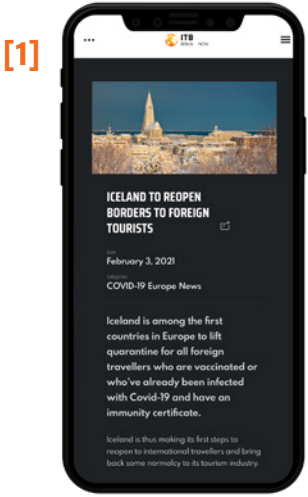 [1]
ITB
BERLIN NOW
ICELAND TO REOPEN
BORDERS TO FOREIGN
TOURISTS
Date
February 3, 2021
Categories
COVID-19 Europe News
Iceland is among the first
countries in Europe to lift
quarantine for all foreign
travellers who are vaccinated or
who've already been infected
with Covid-19 and have an
immunity certificate.
Iceland is thus making its first steps to
reopen to international travellers and bring
back some normalcy to its tourism industry.